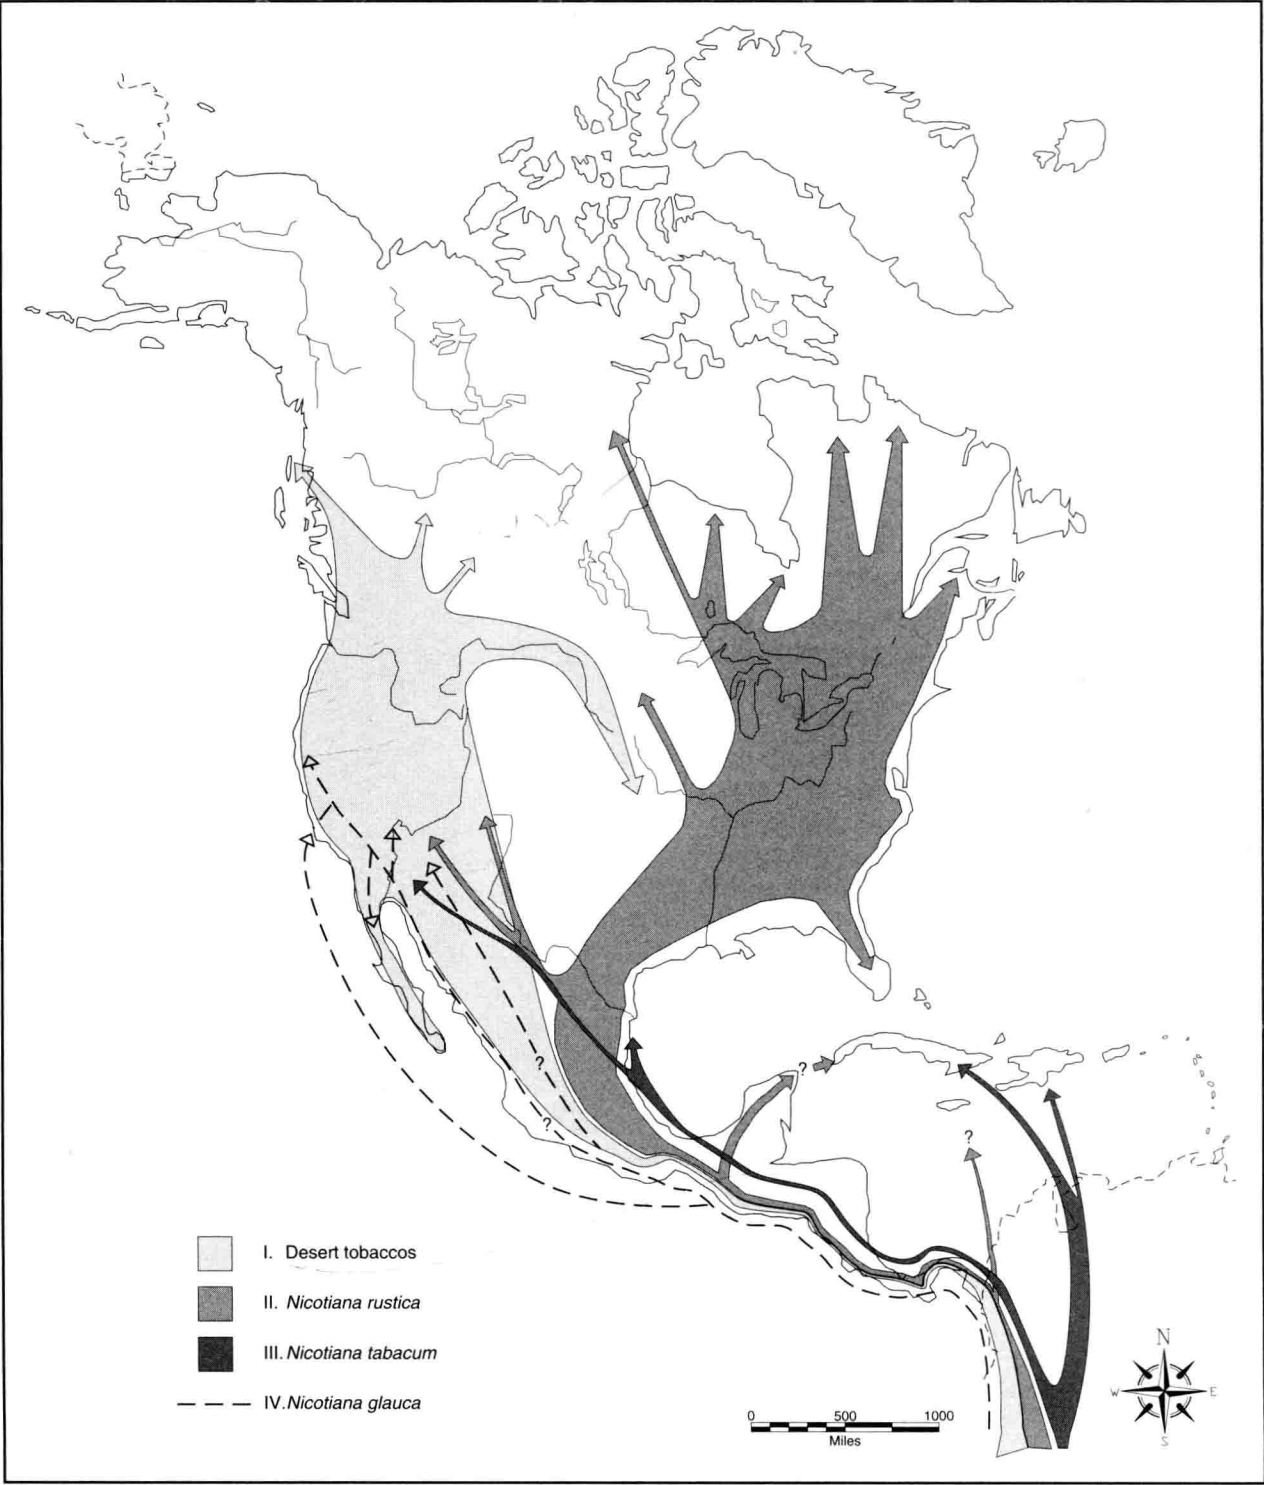 ?
?
?
?
I. Desert tobaccos
II. Nicotiana rustica
III. Nicotiana tabacum
IV. Nicotiana glauca
N
W E
S
0 500 1000
Miles